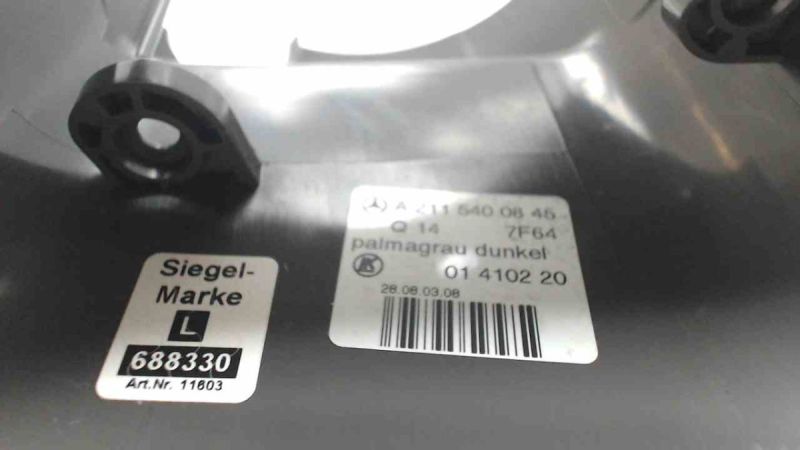 Siegel-
Marke
L
688330
Art.Nr. 11603
A 211 540 08 45
Q 14 7F64
palmagrau dunkel
01 4102 20
28.08.03.08